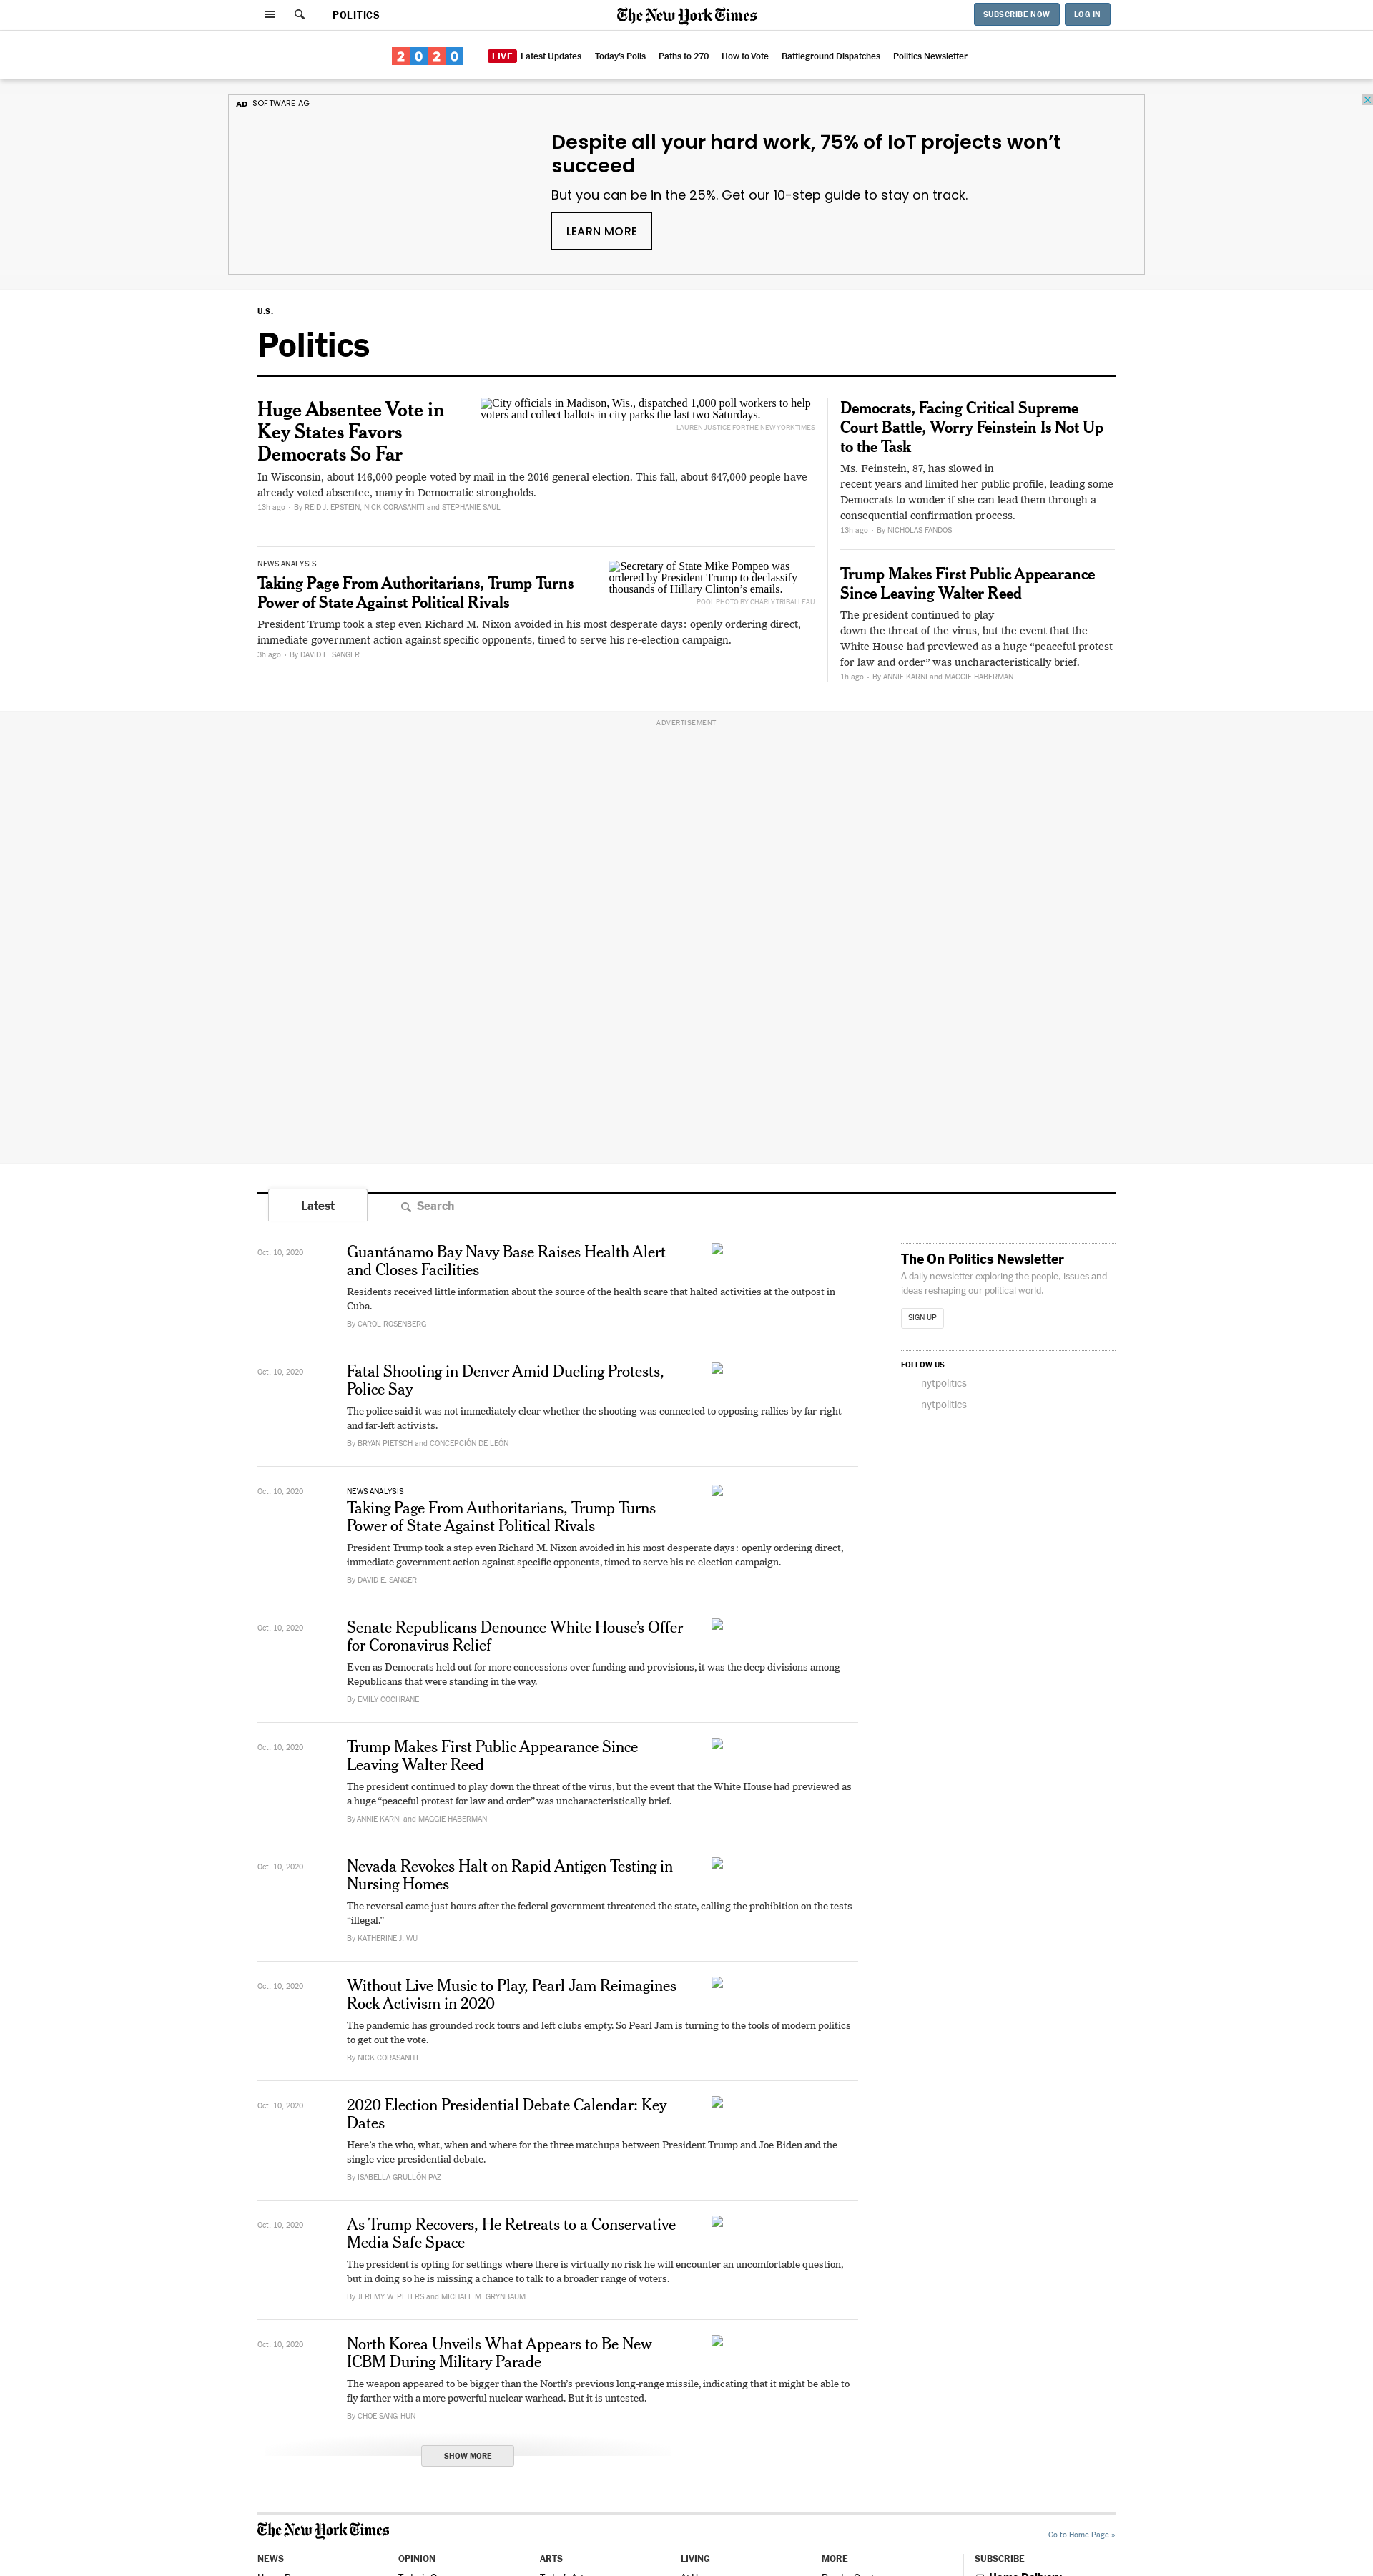 POLITICS
The New York Times
SUBSCRIBE NOW
LOG IN
2020
LIVE Latest Updates
Today's Polls
Paths to 270
How to Vote
Battleground Dispatches
Politics Newsletter
AD SOFTWARE AG
Despite all your hard work, 75% of IoT projects won't
succeed
But you can be in the 25%. Get our 10-step guide to stay on track.
LEARN MORE
U.S.
Politics
Huge Absentee Vote in
Key States Favors
Democrats So Far
City officials in Madison, Wis., dispatched 1,000 poll workers to help
voters and collect ballots in city parks the last two Saturdays.
LAUREN JUSTICE FOR THE NEW YORK TIMES
In Wisconsin, about 146,000 people voted by mail in the 2016 general election. This fall, about 647,000 people have
already voted absentee, many in Democratic strongholds.
13h ago • By REID J. EPSTEIN, NICK CORASANITI and STEPHANIE SAUL
NEWS ANALYSIS
Taking Page From Authoritarians, Trump Turns
Power of State Against Political Rivals
Secretary of State Mike Pompeo was
ordered by President Trump to declassify
thousands of Hillary Clinton's emails.
POOL PHOTO BY CHARLY TRIBALLEAU
President Trump took a step even Richard M. Nixon avoided in his most desperate days: openly ordering direct,
immediate government action against specific opponents, timed to serve his re-election campaign.
3h ago • By DAVID E. SANGER
Democrats, Facing Critical Supreme
Court Battle, Worry Feinstein Is Not Up
to the Task
Ms. Feinstein, 87, has slowed in
recent years and limited her public profile, leading some
Democrats to wonder if she can lead them through a
consequential confirmation process.
13h ago • By NICHOLAS FANDOS
Trump Makes First Public Appearance
Since Leaving Walter Reed
The president continued to play
down the threat of the virus, but the event that the
White House had previewed as a huge “peaceful protest
for law and order” was uncharacteristically brief.
1h ago • By ANNIE KARNI and MAGGIE HABERMAN
ADVERTISEMENT
Latest
Search
Oct. 10, 2020
Guantánamo Bay Navy Base Raises Health Alert
and Closes Facilities
Residents received little information about the source of the health scare that halted activities at the outpost in
Cuba.
By CAROL ROSENBERG
The On Politics Newsletter
A daily newsletter exploring the people, issues and
ideas reshaping our political world.
SIGN UP
FOLLOW US
nytpolitics
nytpolitics
Oct. 10, 2020
Fatal Shooting in Denver Amid Dueling Protests,
Police Say
The police said it was not immediately clear whether the shooting was connected to opposing rallies by far-right
and far-left activists.
By BRYAN PIETSCH and CONCEPCIÓN DE LEÓN
Oct. 10, 2020
NEWS ANALYSIS
Taking Page From Authoritarians, Trump Turns
Power of State Against Political Rivals
President Trump took a step even Richard M. Nixon avoided in his most desperate days: openly ordering direct,
immediate government action against specific opponents, timed to serve his re-election campaign.
By DAVID E. SANGER
Oct. 10, 2020
Senate Republicans Denounce White House's Offer
for Coronavirus Relief
Even as Democrats held out for more concessions over funding and provisions, it was the deep divisions among
Republicans that were standing in the way.
By EMILY COCHRANE
Oct. 10, 2020
Trump Makes First Public Appearance Since
Leaving Walter Reed
The president continued to play down the threat of the virus, but the event that the White House had previewed as
a huge “peaceful protest for law and order” was uncharacteristically brief.
By ANNIE KARNI and MAGGIE HABERMAN
Oct. 10, 2020
Nevada Revokes Halt on Rapid Antigen Testing in
Nursing Homes
The reversal came just hours after the federal government threatened the state, calling the prohibition on the tests
“illegal.”
By KATHERINE J. WU
Oct. 10, 2020
Without Live Music to Play, Pearl Jam Reimagines
Rock Activism in 2020
The pandemic has grounded rock tours and left clubs empty. So Pearl Jam is turning to the tools of modern politics
to get out the vote.
By NICK CORASANITI
Oct. 10, 2020
2020 Election Presidential Debate Calendar: Key
Dates
Here's the who, what, when and where for the three matchups between President Trump and Joe Biden and the
single vice-presidential debate.
By ISABELLA GRULLÓN PAZ
Oct. 10, 2020
As Trump Recovers, He Retreats to a Conservative
Media Safe Space
The president is opting for settings where there is virtually no risk he will encounter an uncomfortable question,
but in doing so he is missing a chance to talk to a broader range of voters.
By JEREMY W. PETERS and MICHAEL M. GRYNBAUM
Oct. 10, 2020
North Korea Unveils What Appears to Be New
ICBM During Military Parade
The weapon appeared to be bigger than the North's previous long-range missile, indicating that it might be able to
fly farther with a more powerful nuclear warhead. But it is untested.
By CHOE SANG-HUN
SHOW MORE
The New York Times
Go to Home Page »
NEWS
OPINION
ARTS
LIVING
MORE
SUBSCRIBE